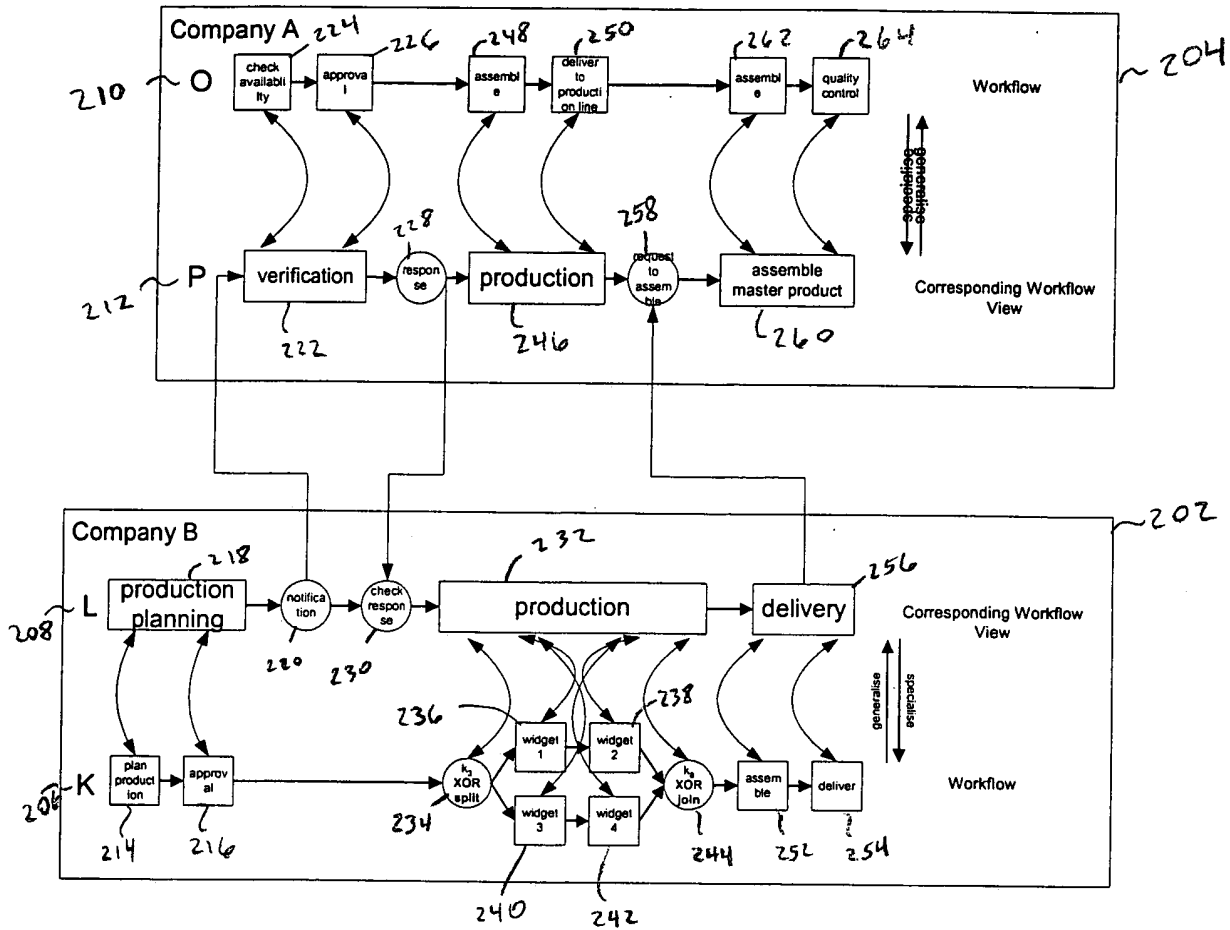 Company A
224
226
248
250
262
264
204
210
O
check
availabl
lity
approva
l
assembl
e
deliver
to
producti
on line
assembl
e
quality
control
Workflow
generalise
specialise
228
258
212
P
verification
respon
se
production
request
to
assem
ble
assemble
master product
Corresponding Workflow
View
222
246
260
202
Company B
218
232
256
208
L
production
planning
notifica
tion
check
respon
se
production
delivery
Corresponding Workflow
View
220
230
generalise
specialise
236
238
widget
1
widget
2
206
K
plan
product
ion
approv
al
XOR
split
XOR
join
assem
ble
deliver
Workflow
234
widget
3
widget
4
214
216
244
252
254
240
242